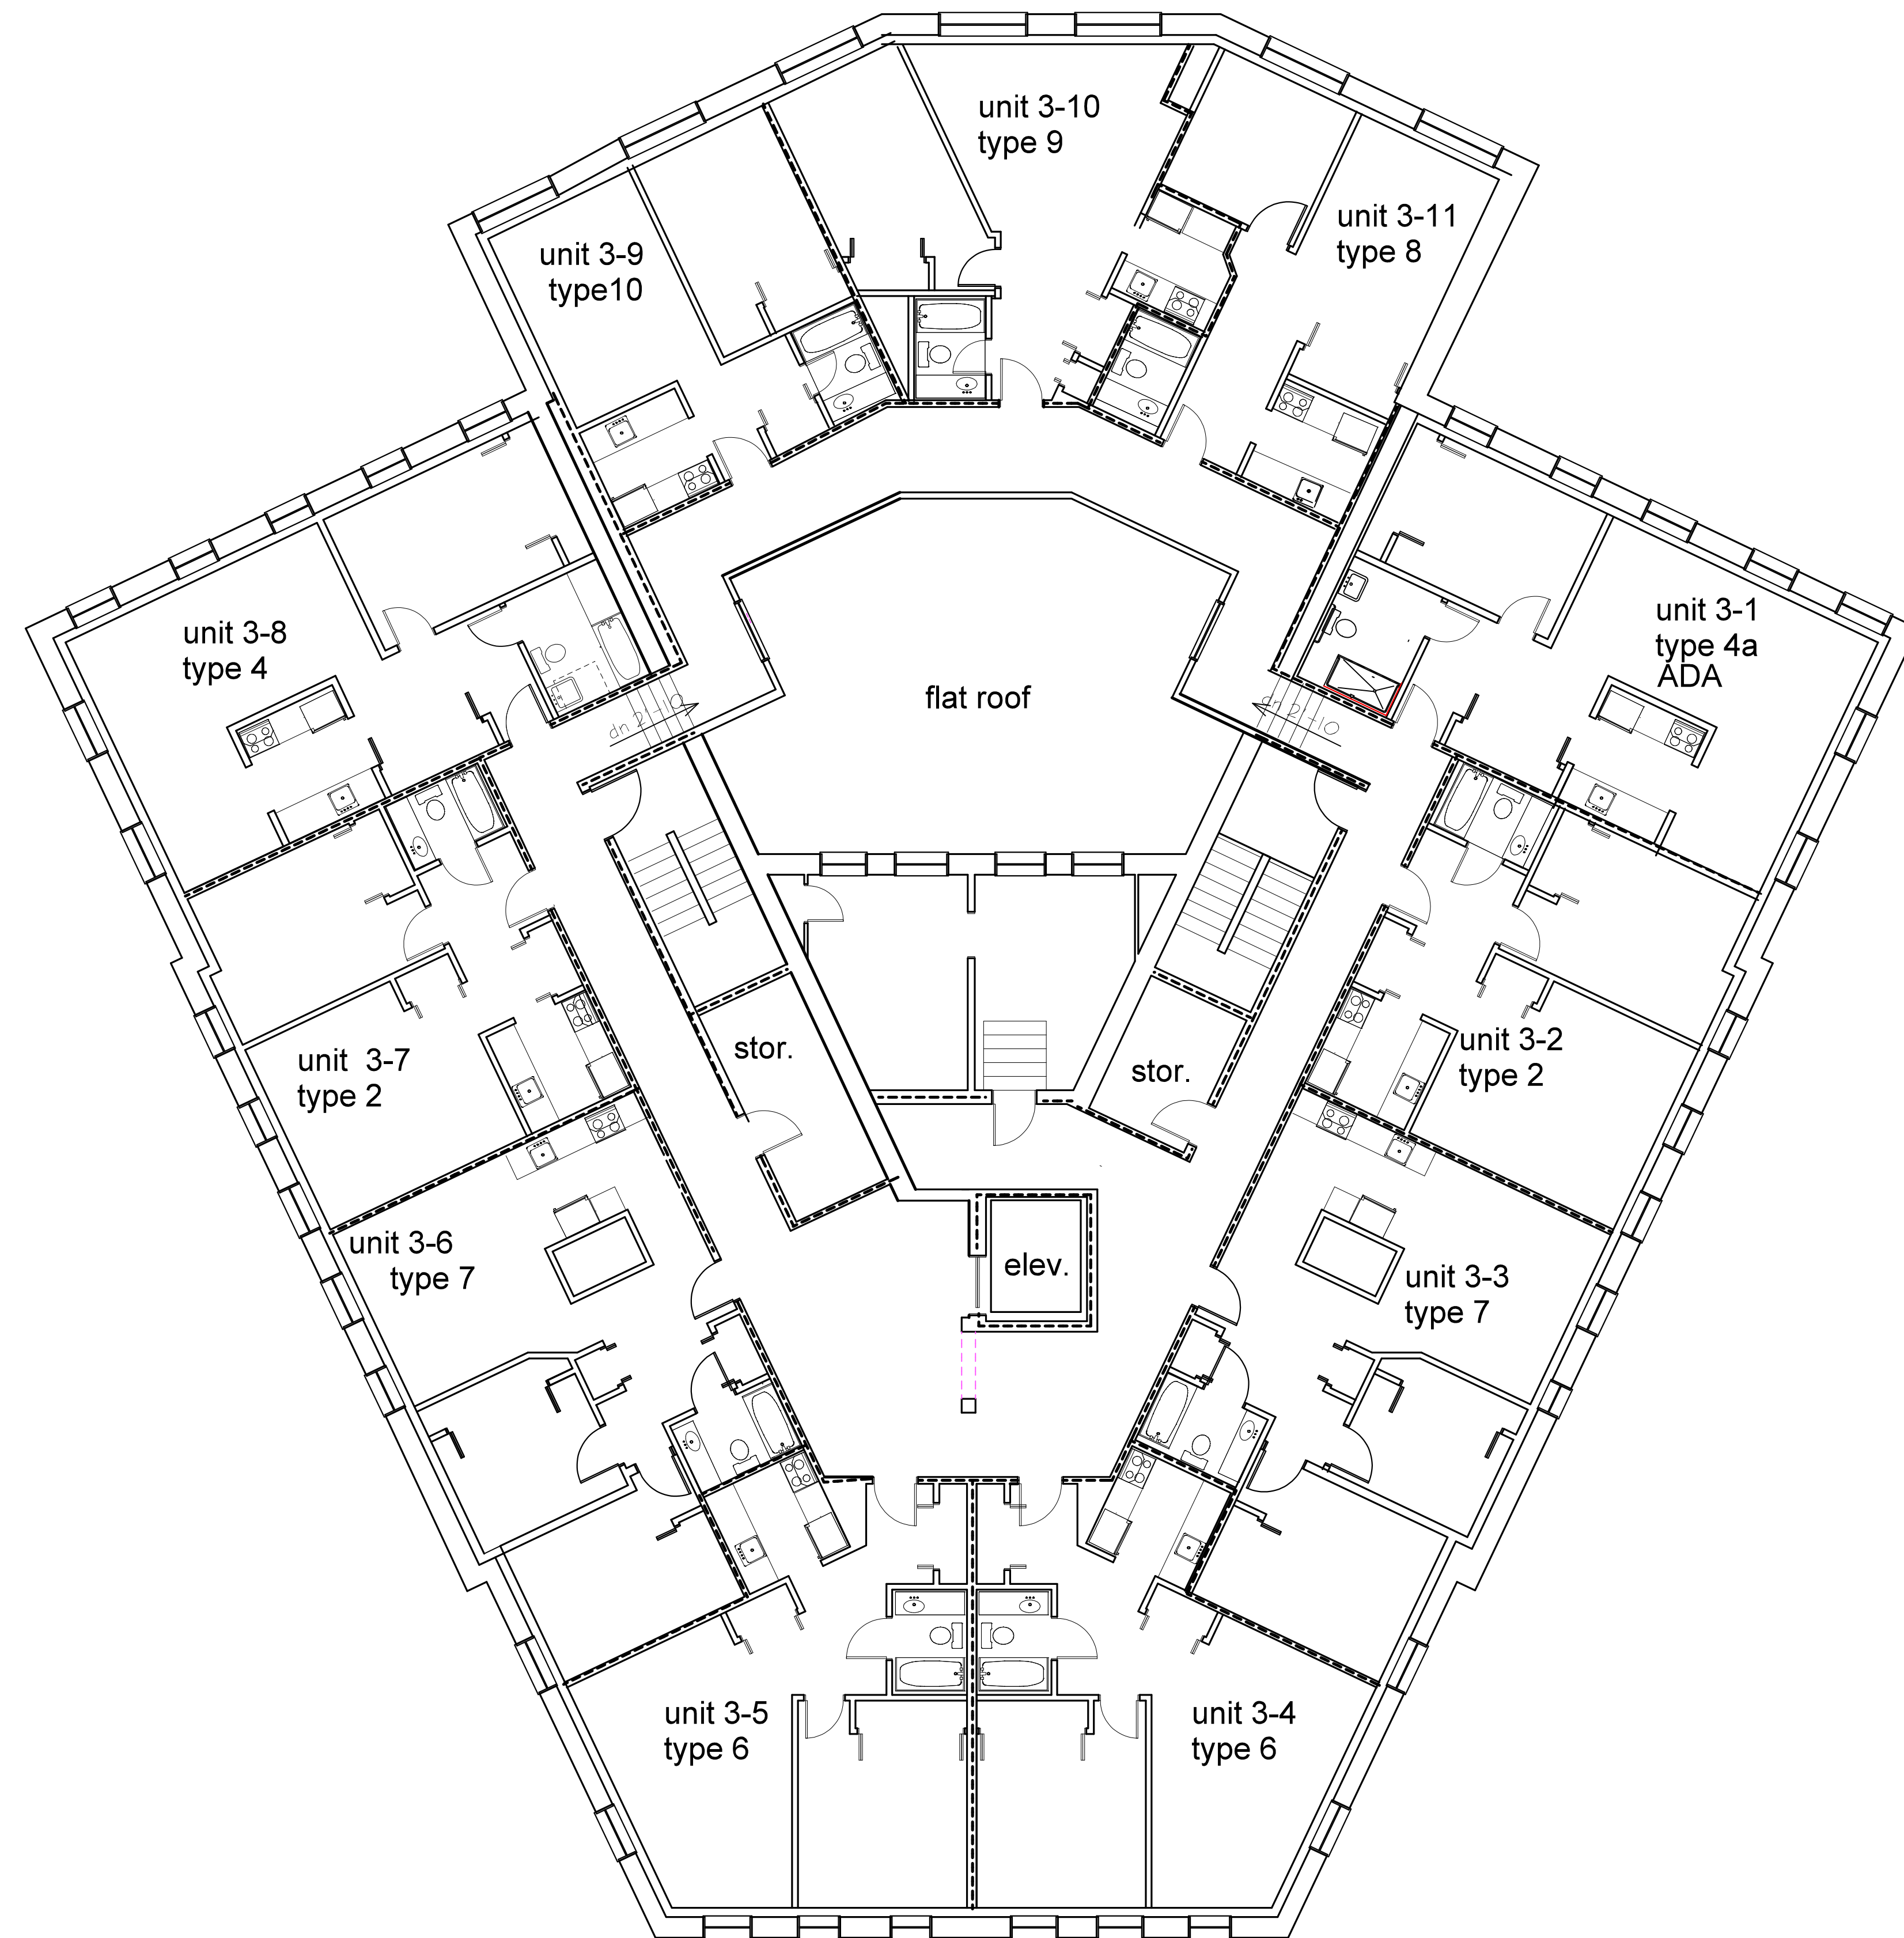 unit 3-10
type 9
unit 3-11
type 8
unit 3-9
type10
unit 3-1
type 4a
ADA
unit 3-8
type 4
flat roof
dn 2'-10
dn 2'-10
unit 3-7
type 2
stor.
stor.
unit 3-2
type 2
unit 3-6
type 7
elev.
unit 3-3
type 7
unit 3-5
type 6
unit 3-4
type 6